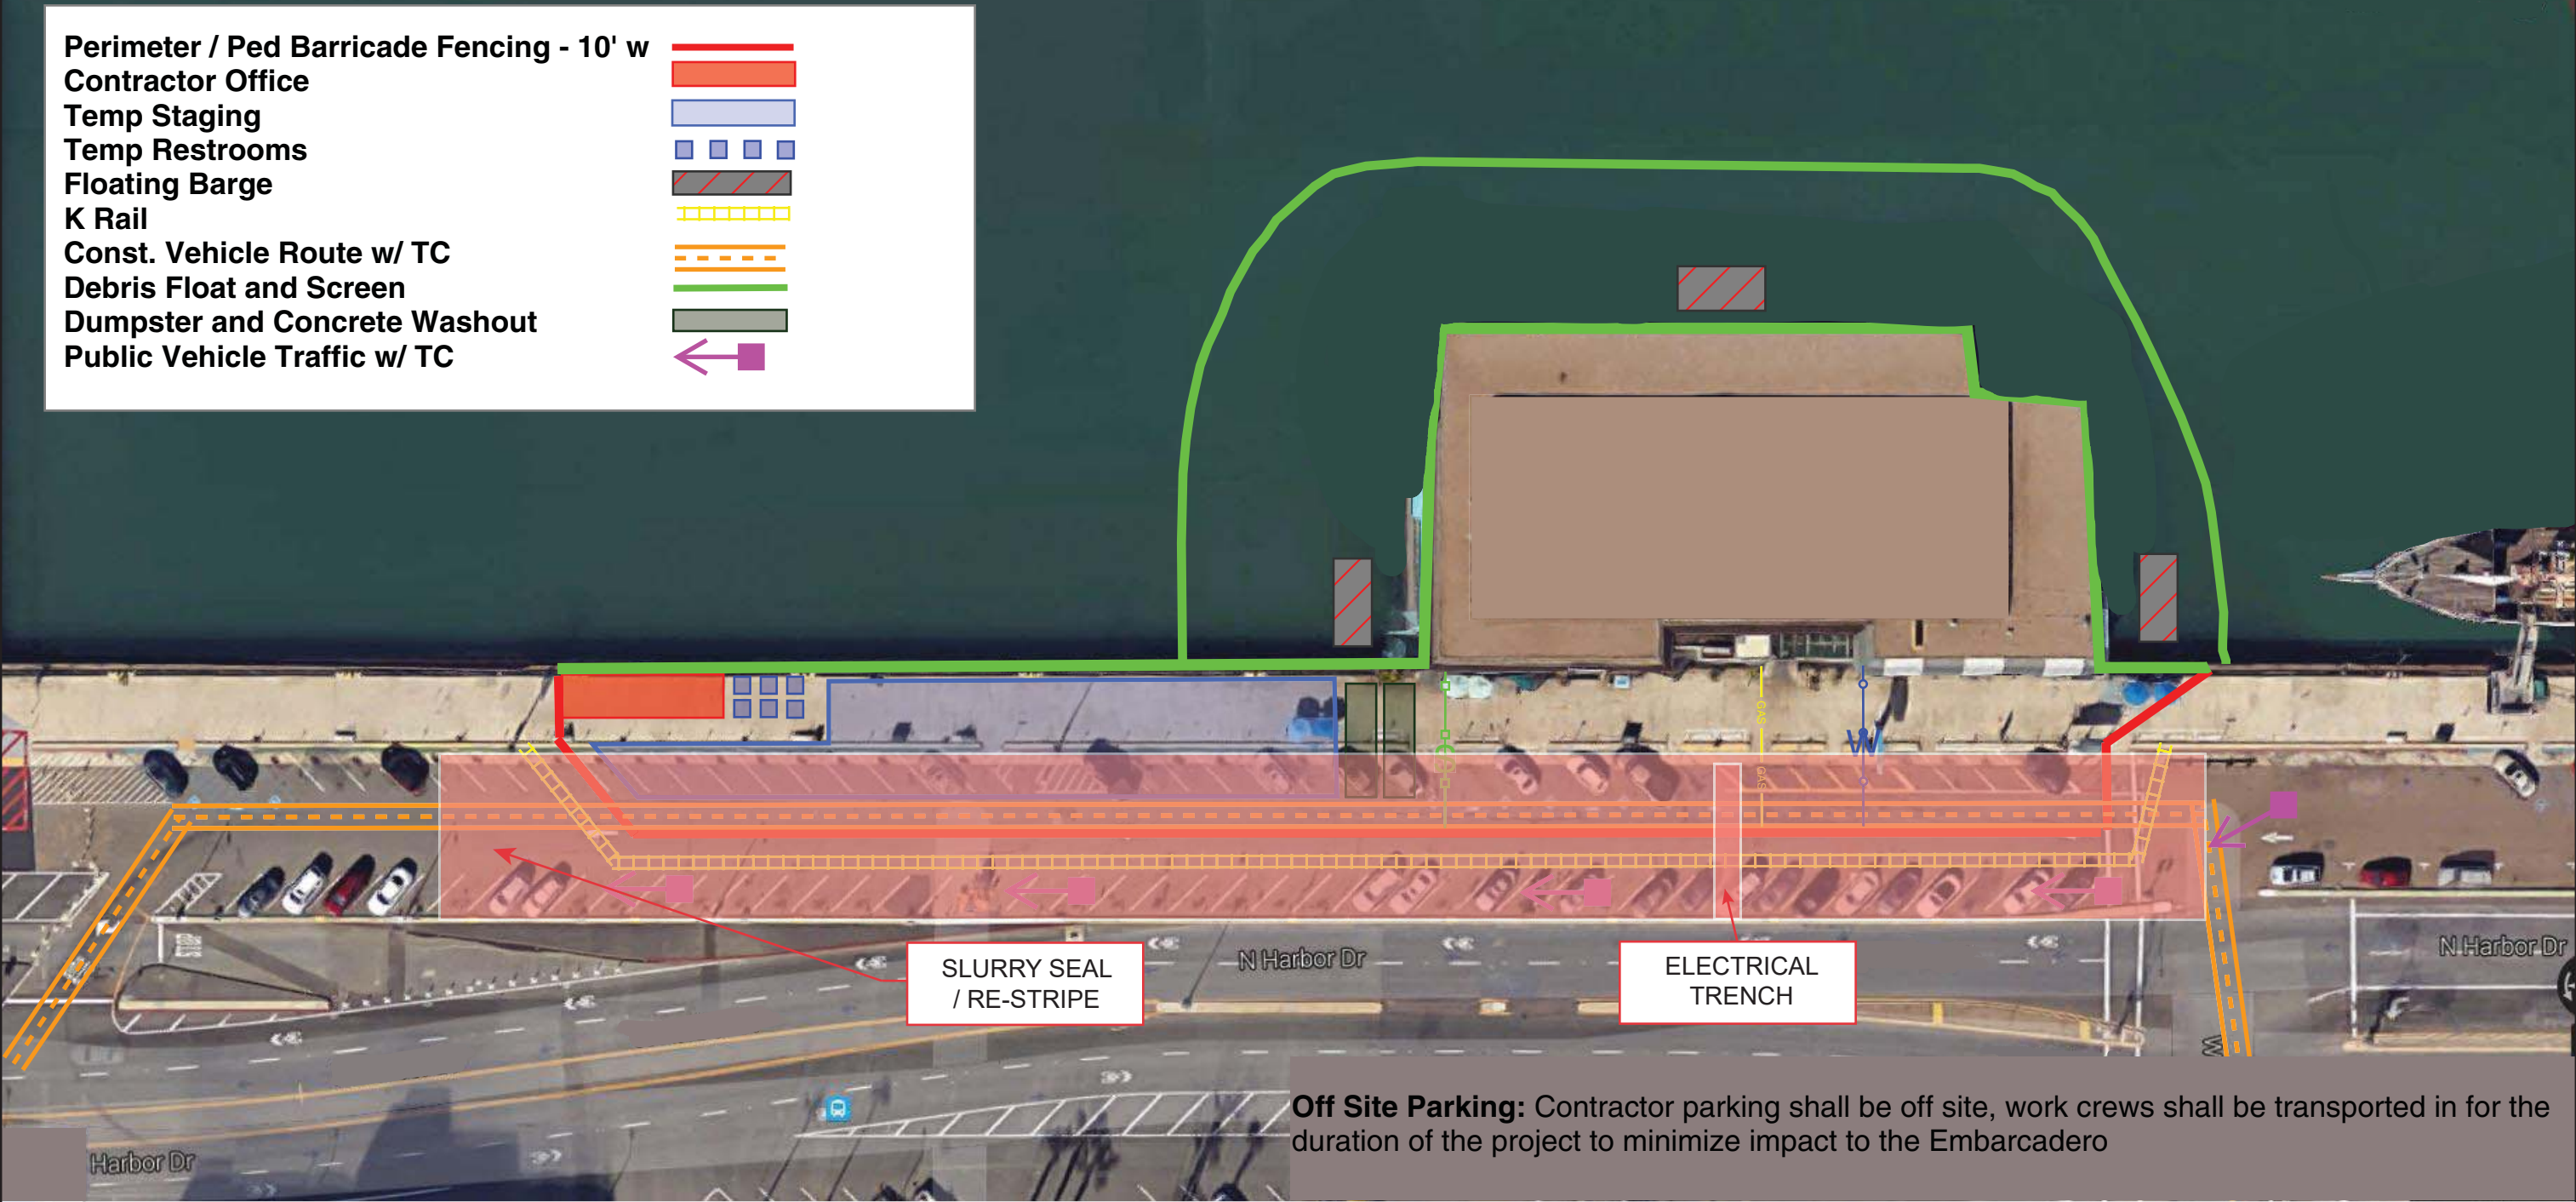 Perimeter / Ped Barricade Fencing - 10' w
Contractor Office
Temp Staging
Temp Restrooms
Floating Barge
K Rail
Const. Vehicle Route w/ TC
Debris Float and Screen
Dumpster and Concrete Washout
Public Vehicle Traffic w/ TC
GAS
W
GAS
SLURRY SEAL
/ RE-STRIPE
ELECTRICAL
TRENCH
N Harbor Dr
N Harbor Dr
W
Off Site Parking: Contractor parking shall be off site, work crews shall be transported in for the
duration of the project to minimize impact to the Embarcadero
Harbor Dr